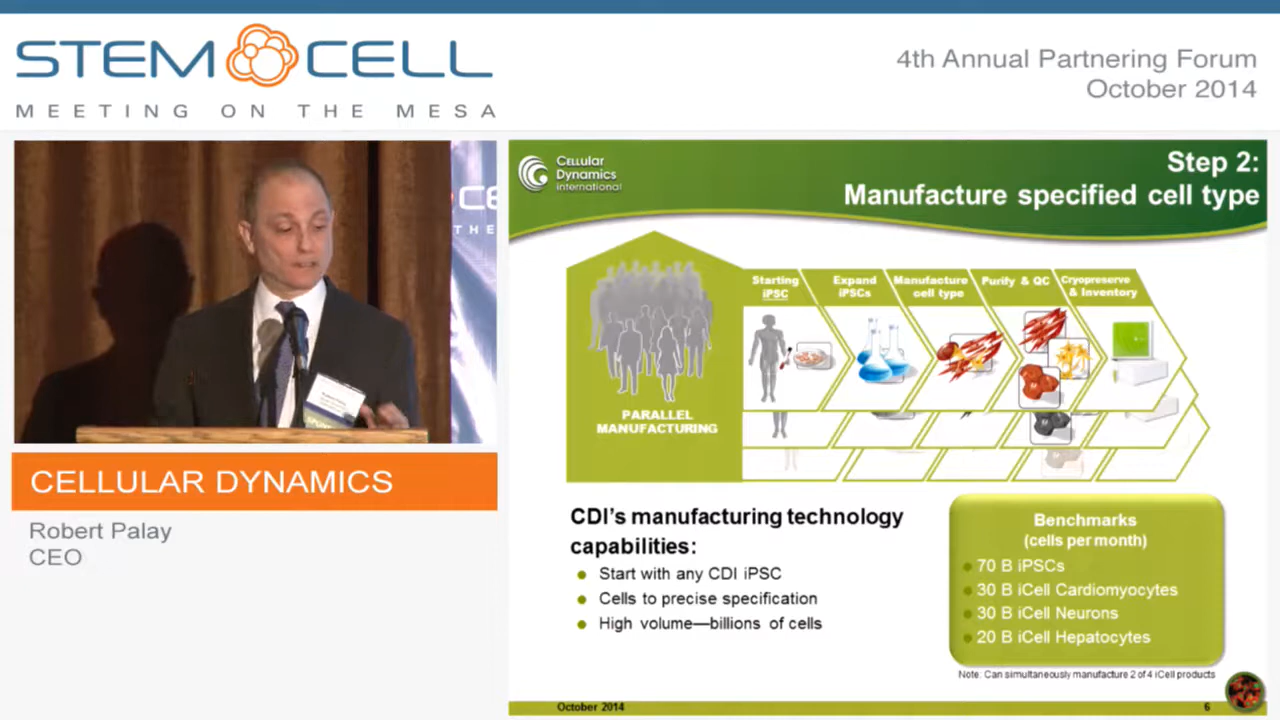 STEM CELL
MEETING ON THE MESA
4th Annual Partnering Forum
October 2014
CE
THE
CELLULAR DYNAMICS
Robert Palay
CEO
Cellular
Dynamics
international
Step 2:
Manufacture specified cell type
PARALLEL
MANUFACTURING
Starting
iPSC
Expand
iPSCs
Manufacture
cell type
Purify & QC
Cryopreserve
& Inventory
CDI's manufacturing technology
capabilities:
Start with any CDI iPSC
Cells to precise specification
High volume—billions of cells
Benchmarks
(cells per month)
70 B iPSCs
30 B iCell Cardiomyocytes
30 B iCell Neurons
20 B iCell Hepatocytes
Note: Can simultaneously manufacture 2 of 4 iCell products
October 2014
6